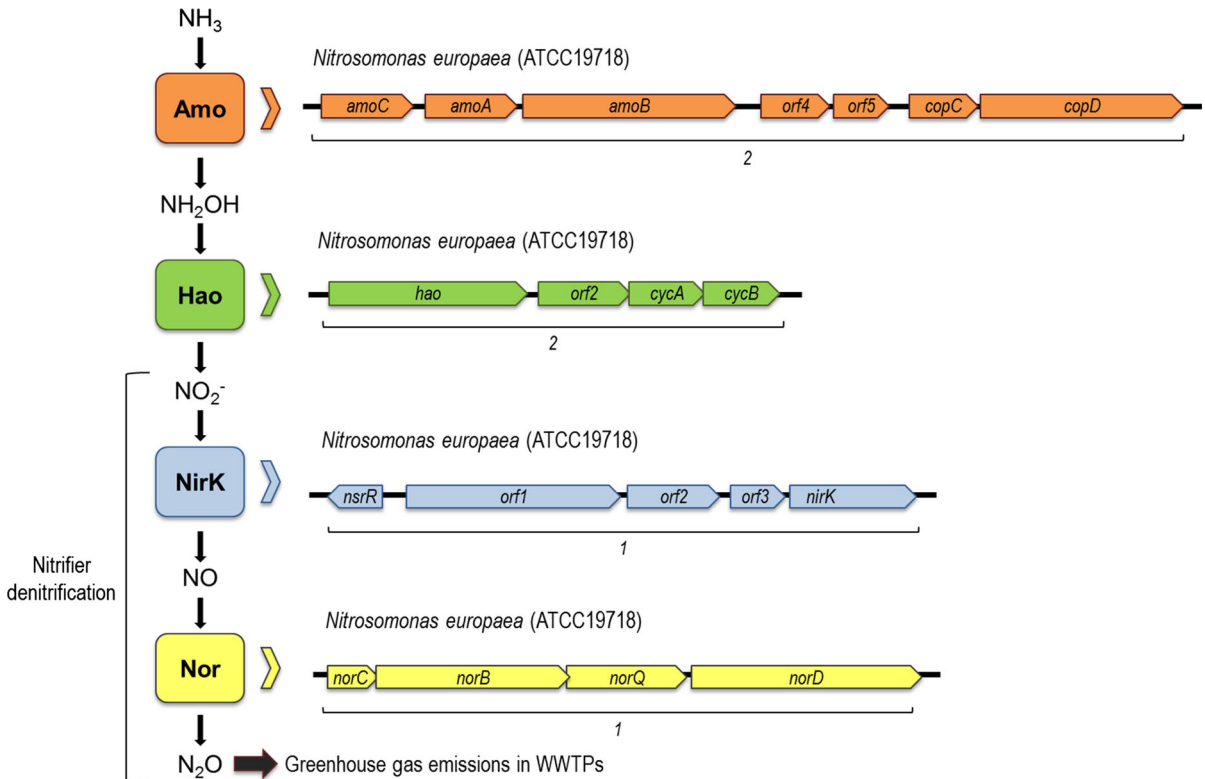 NH₃
Nitrosomonas europaea (ATCC19718)
Amo
amoC amoA amoB orf4 orf5 copC copD
2
NH₂OH
Nitrosomonas europaea (ATCC19718)
Hao
hao orf2 cycA cycB
2
NO₂⁻
Nitrosomonas europaea (ATCC19718)
NirK
nsrR orf1 orf2 orf3 nirK
1
Nitrifier
denitrification
NO
Nitrosomonas europaea (ATCC19718)
Nor
norC norB norQ norD
1
N₂O Greenhouse gas emissions in WWTPs